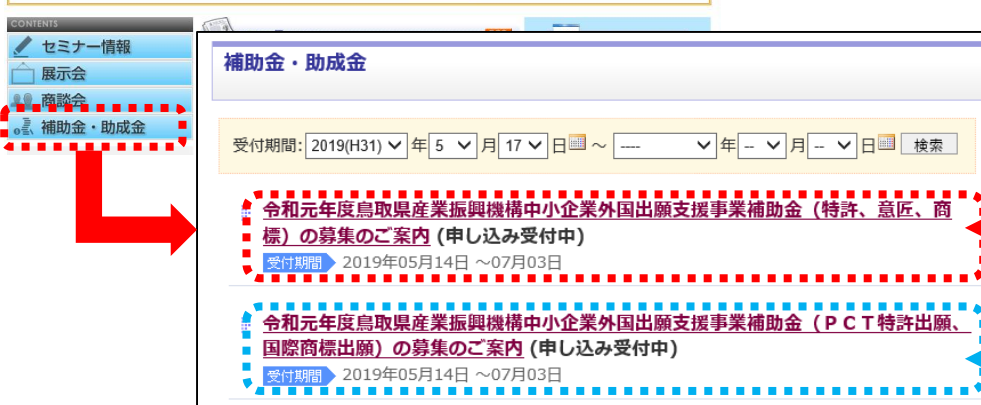 CONTENTS
セミナー情報
展示会
商談会
補助金・助成金
補助金・助成金
受付期間: 2019(H31) 年 5 月 17 日 ～ ---- 年 -- 月 -- 日 検索
令和元年度鳥取県産業振興機構中小企業外国出願支援事業補助金（特許、意匠、商
標）の募集のご案内 (申し込み受付中)
受付期間 2019年05月14日 ～07月03日
令和元年度鳥取県産業振興機構中小企業外国出願支援事業補助金（ＰＣＴ特許出願、
国際商標出願）の募集のご案内 (申し込み受付中)
受付期間 2019年05月14日 ～07月03日